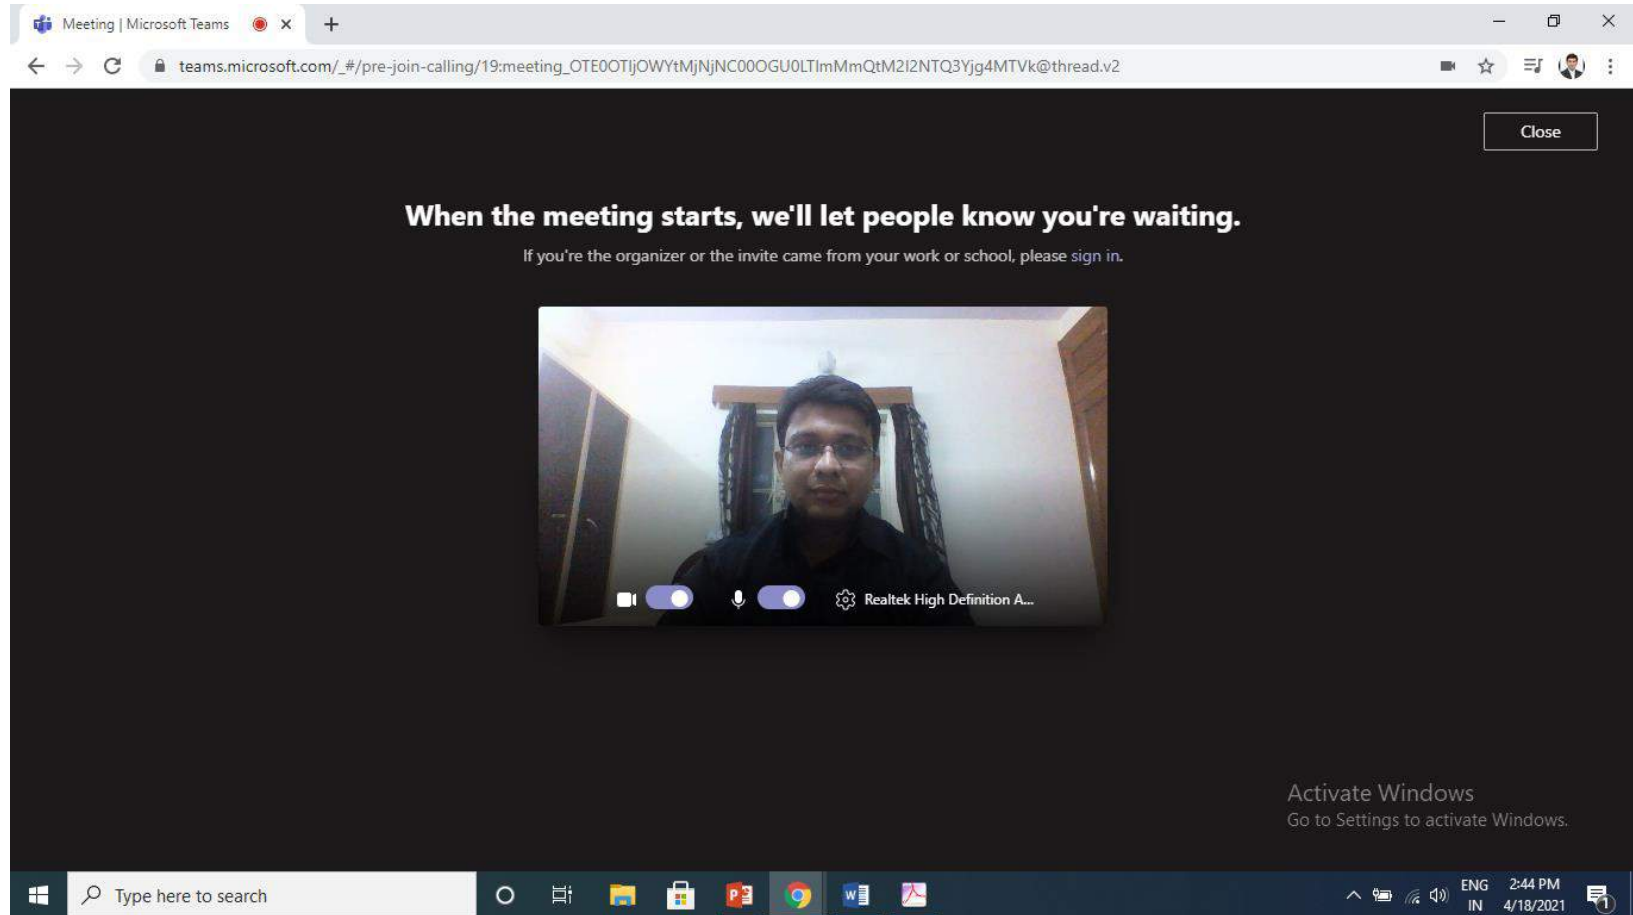 Meeting | Microsoft Teams
teams.microsoft.com/_#/pre-join-calling/19:meeting_OTE0OTIjOWYtMjNjNC00OGU0LTImMmQtM2I2NTQ3Yjg4MTVk@thread.v2
Close
When the meeting starts, we'll let people know you're waiting.
If you're the organizer or the invite came from your work or school, please sign in.
Realtek High Definition A...
Activate Windows
Go to Settings to activate Windows.
Type here to search
ENG
IN
2:44 PM
4/18/2021
1